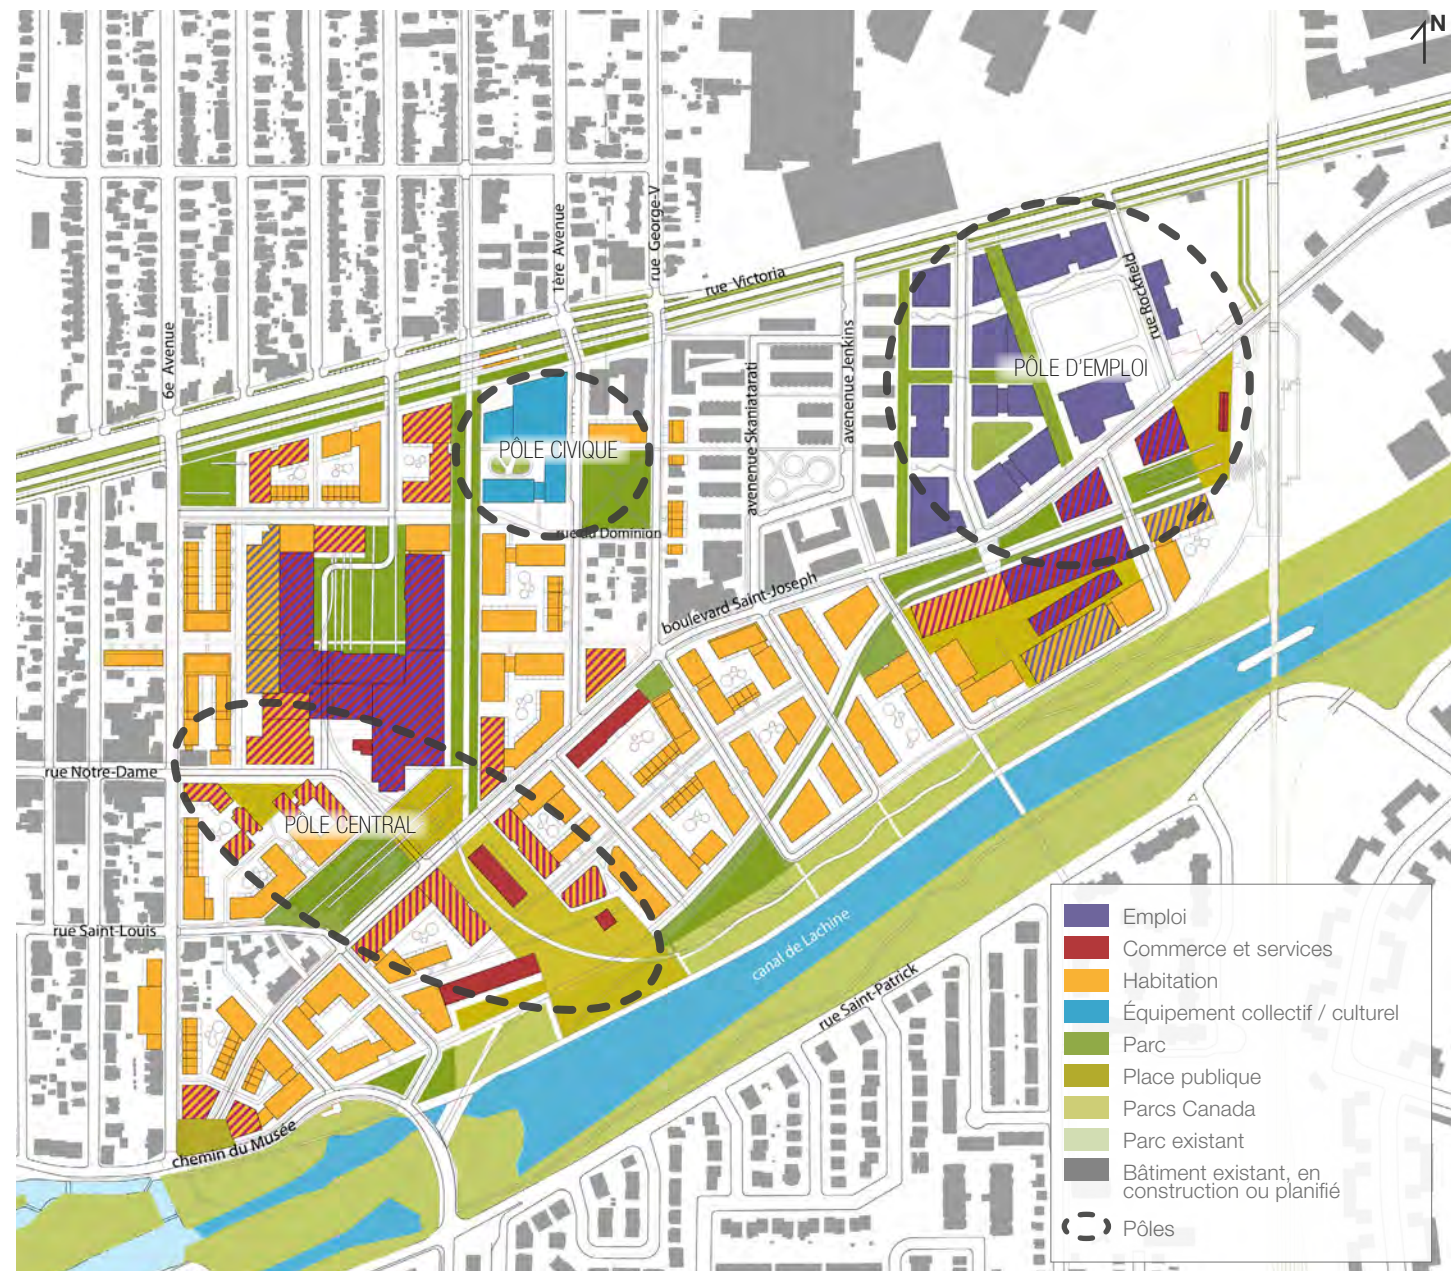 N
rue George-V
1ère Avenue
rue Victoria
rue Rockfield
6e Avenue
avenenue Jenkins
avenenue Skaniatarati
PÔLE D'EMPLOI
PÔLE CIVIQUE
rue du Dominion
boulevard Saint-Joseph
rue Notre-Dame
PÔLE CENTRAL
rue Saint-Louis
canal de Lachine
rue Saint-Patrick
chemin du Musée
Emploi
Commerce et services
Habitation
Équipement collectif / culturel
Parc
Place publique
Parcs Canada
Parc existant
Bâtiment existant, en
construction ou planifié
Pôles